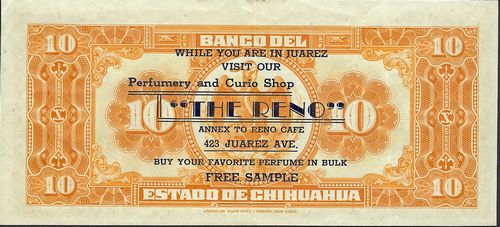 10 BANCO DEL 10
WHILE YOU ARE IN JUAREZ
VISIT OUR
Perfumery and Curio Shop
X "THE RENO" X
10 10
ANNEX TO RENO CAFE
423 JUAREZ AVE.
BUY YOUR FAVORITE PERFUME IN BULK
FREE SAMPLE
10 ESTADO DE CHIHUAHUA 10
AMERICAN BANK NOTE COMPANY, NEW YORK.